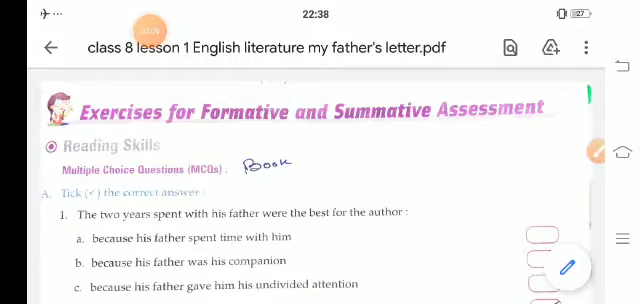 22:38
27
class 8 lesson 1 English literature my father's letter.pdf
Exercises for Formative and Summative Assessment
Reading Skills
Multiple Choice Questions (MCQs) : Book
A. Tick (✓) the correct answer :
1. The two years spent with his father were the best for the author :
a. because his father spent time with him
b. because his father was his companion
c. because his father gave him his undivided attention